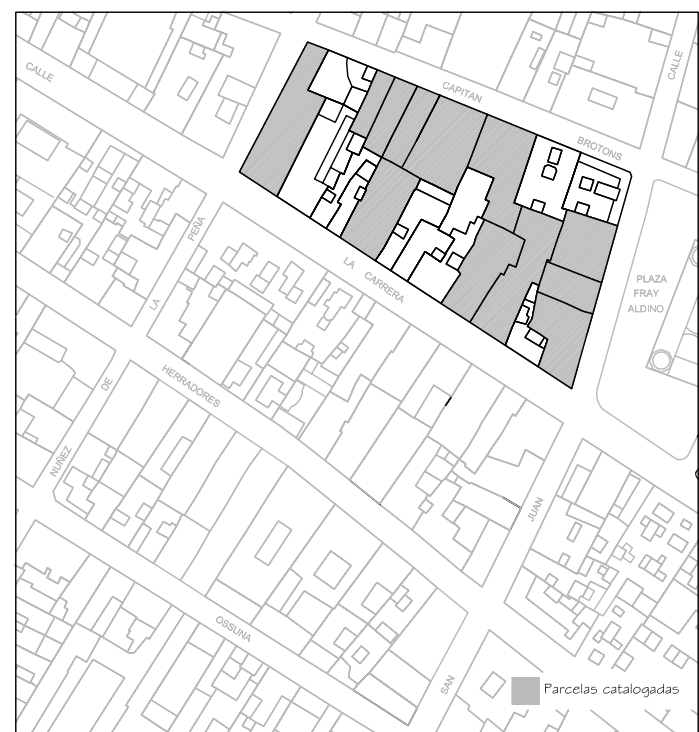 CALLE
CAPITAN
BROTONS
CALLE
PEÑA
LA CARRERA
PLAZA
FRAY
ALDINO
LA
HERRADORES
DE
NUÑEZ
JUAN
OSSUNA
SAN
Parcelas catalogadas